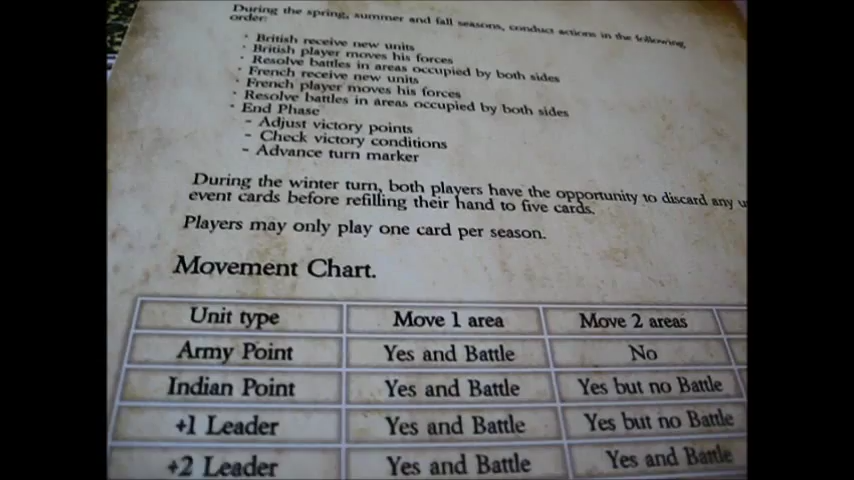 During the spring, summer and fall seasons, conduct actions in the following
order:
• British receive new units
• British player moves his forces
• Resolve battles in areas occupied by both sides
• French receive new units
• French player moves his forces
• Resolve battles in areas occupied by both sides
• End Phase
- Adjust victory points
- Check victory conditions
- Advance turn marker
During the winter turn, both players have the opportunity to discard any
event cards before refilling their hand to five cards.
Players may only play one card per season.
Movement Chart.
Unit type Move 1 area Move 2 areas
Army Point Yes and Battle No
Indian Point Yes and Battle Yes but no Battle
+1 Leader Yes and Battle Yes but no Battle
+2 Leader Yes and Battle Yes and Battle